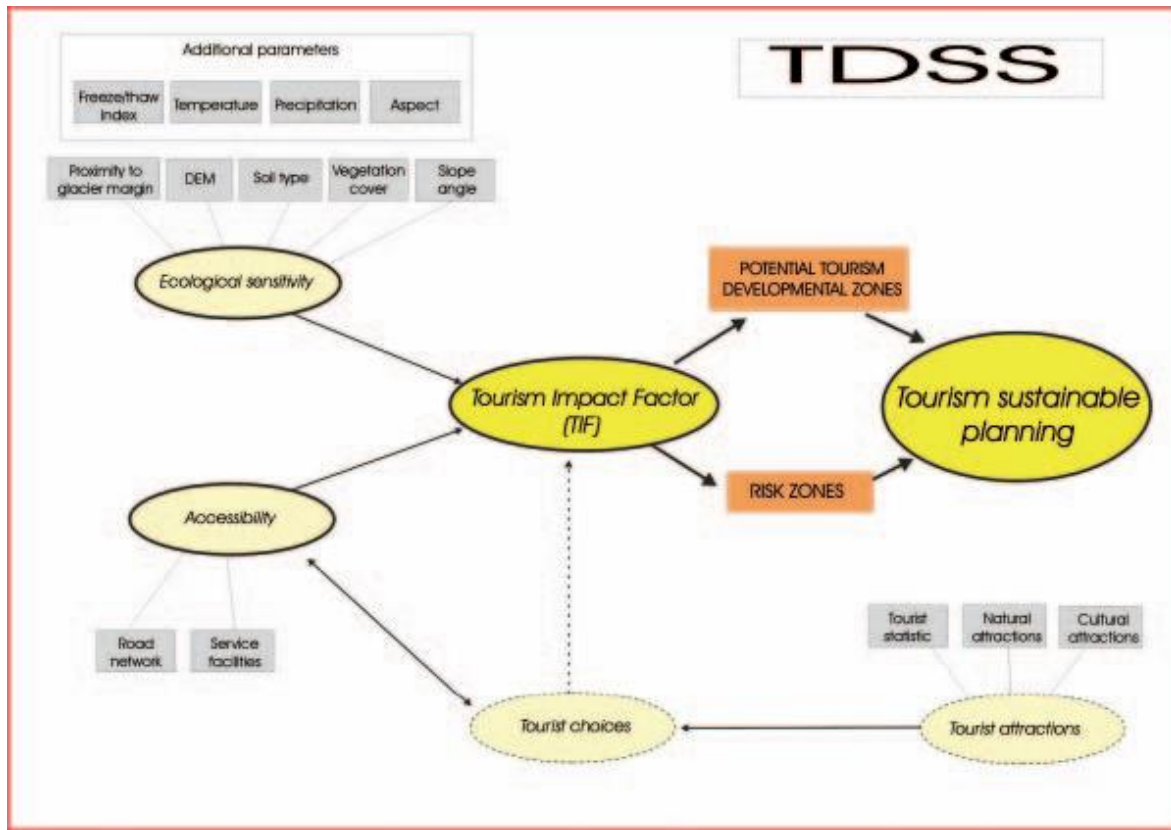 TDSS
Additional parameters
Freeze/thaw
index
Temperature
Precipitation
Aspect
Proximity to
glacier margin
DEM
Soil type
Vegetation
cover
Slope
angle
Ecological sensitivity
POTENTIAL TOURISM
DEVELOPMENTAL ZONES
Tourism Impact Factor
(TIF)
Tourism sustainable
planning
RISK ZONES
Accessibility
Road
network
Service
facilities
Tourist
statistic
Natural
attractions
Cultural
attractions
Tourist choices
Tourist attractions